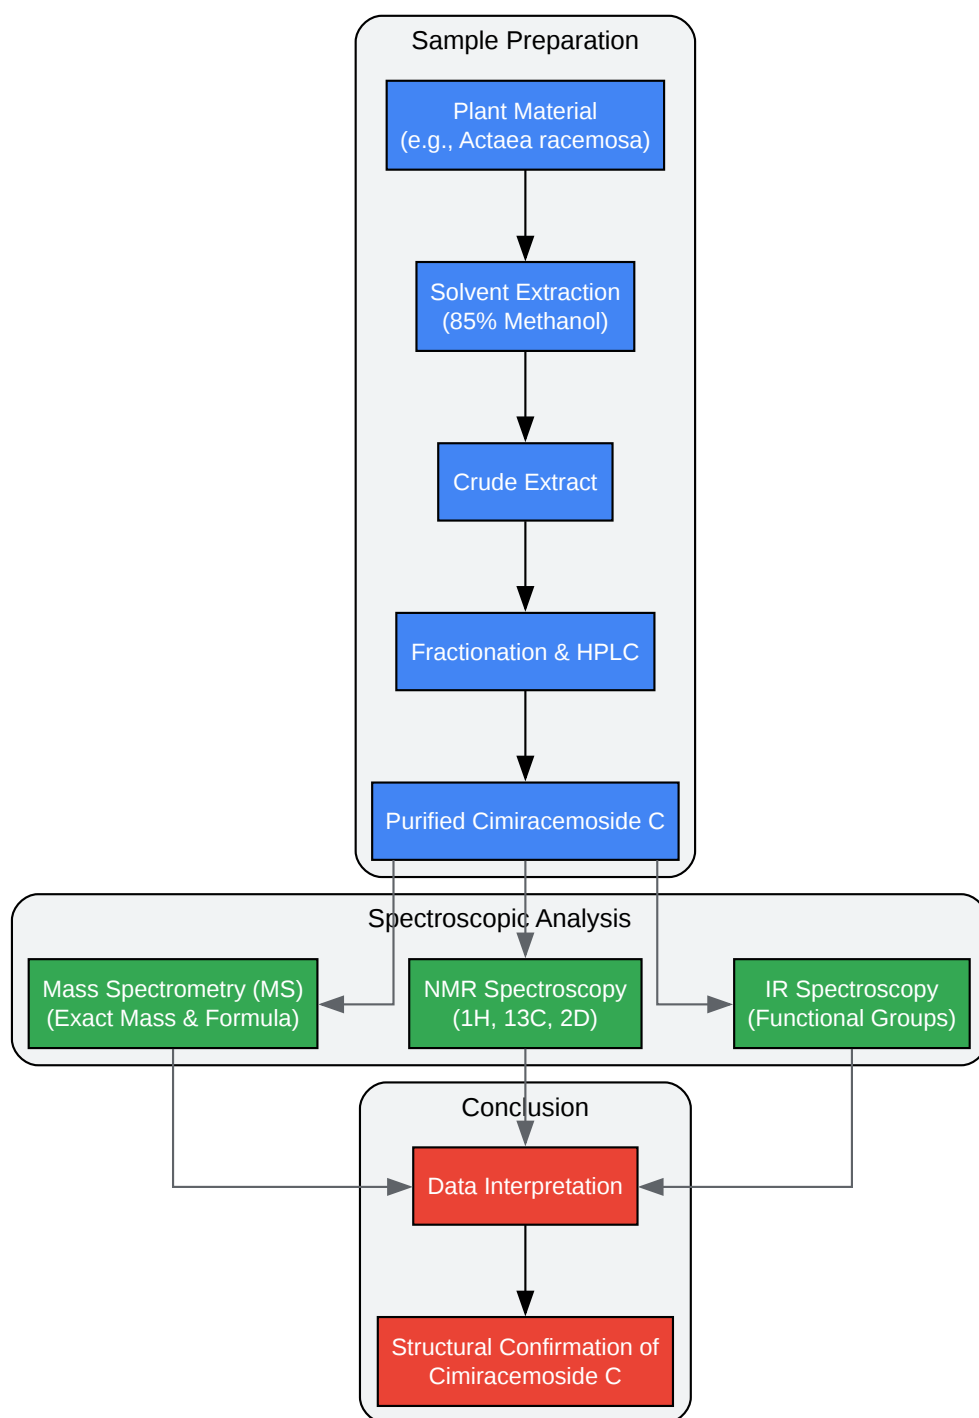 Sample Preparation
Plant Material
(e.g., Actaea racemosa)
Solvent Extraction
(85% Methanol)
Crude Extract
Fractionation & HPLC
Purified Cimiracemoside C
Spectroscopic Analysis
Mass Spectrometry (MS)
(Exact Mass & Formula)
NMR Spectroscopy
(1H, 13C, 2D)
IR Spectroscopy
(Functional Groups)
Conclusion
Data Interpretation
Structural Confirmation of
Cimiracemoside C